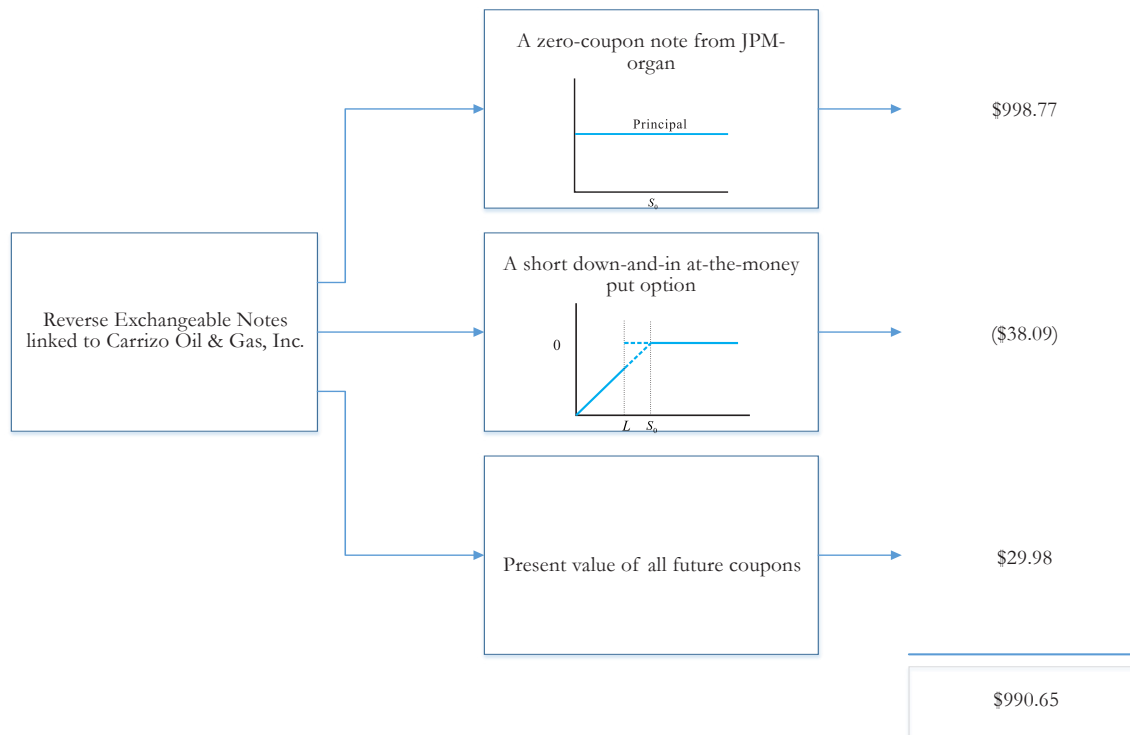 A zero-coupon note from JPM-
organ
Principal
S₀
$998.77
Reverse Exchangeable Notes
linked to Carrizo Oil & Gas, Inc.
A short down-and-in at-the-money
put option
0
L
S₀
($38.09)
Present value of all future coupons
$29.98
$990.65